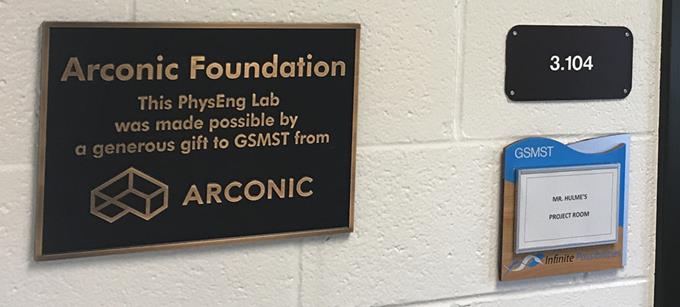 Arconic Foundation
This PhysEng Lab
was made possible by
a generous gift to GSMST from
ARCONIC
3.104
GSMST
MR. HULME'S
PROJECT ROOM
Infinite Possibilities